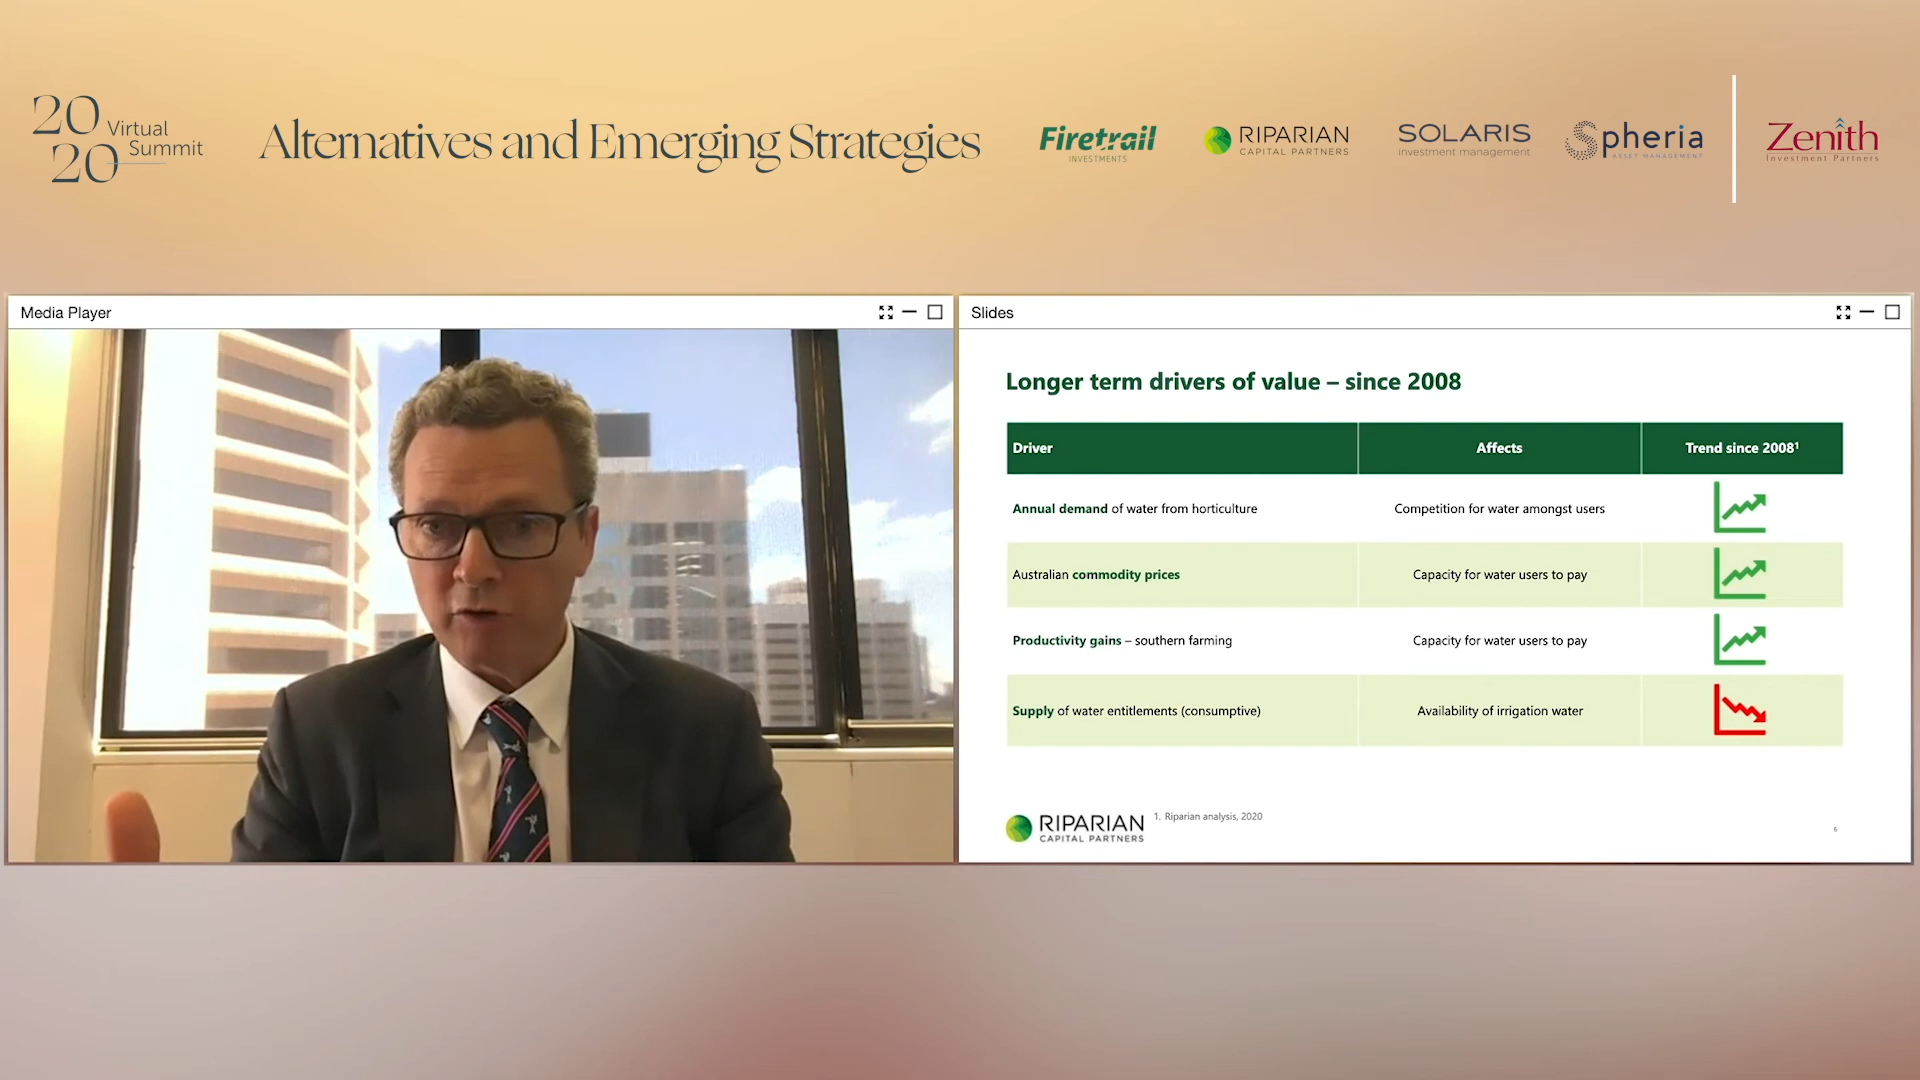 20
20
Virtual
Summit
Alternatives and Emerging Strategies
Firetrail
INVESTMENTS
RIPARIAN
CAPITAL PARTNERS
SOLARIS
investment management
Spheria
ASSET MANAGEMENT
Zenith
Investment Partners
Media Player
Slides
Longer term drivers of value – since 2008
Driver Affects Trend since 2008¹
Annual demand of water from horticulture Competition for water amongst users
Australian commodity prices Capacity for water users to pay
Productivity gains – southern farming Capacity for water users to pay
Supply of water entitlements (consumptive) Availability of irrigation water
RIPARIAN
CAPITAL PARTNERS
1. Riparian analysis, 2020
6